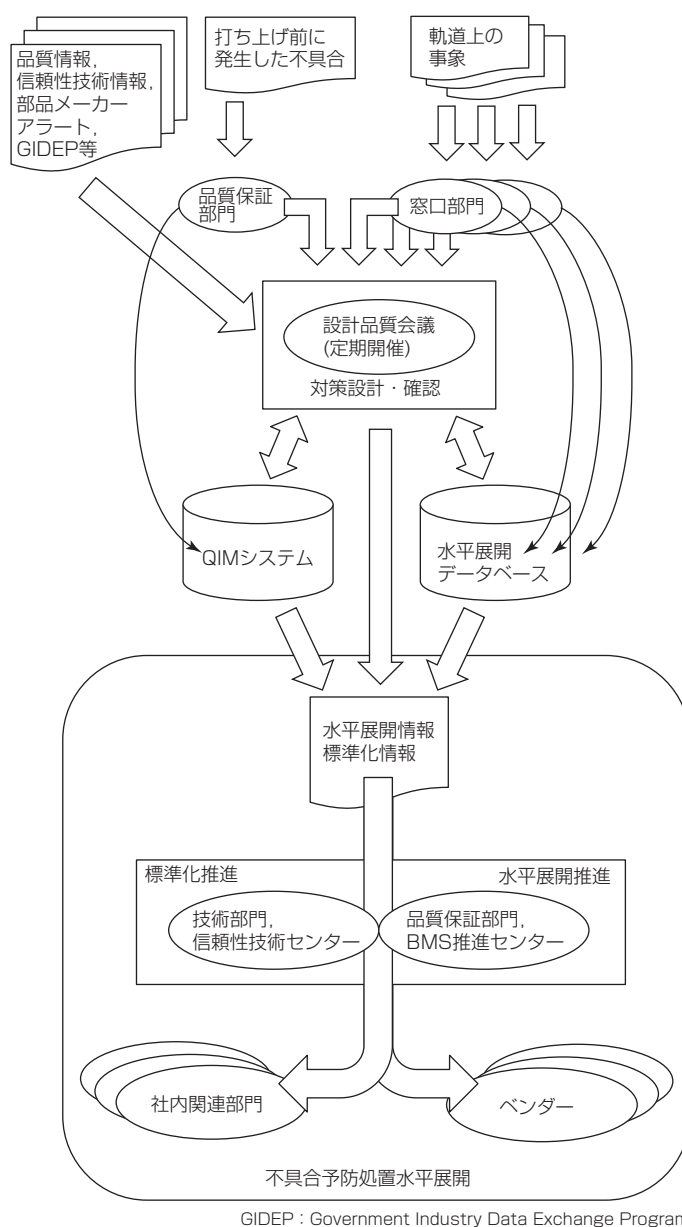 品質情報,
信頼性技術情報,
部品メーカー
アラート,
GIDEP等
打ち上げ前に
発生した不具合
軌道上の
事象
品質保証
部門
窓口部門
設計品質会議
(定期開催)
対策設計・確認
QIMシステム
水平展開
データベース
水平展開情報
標準化情報
標準化推進
水平展開推進
技術部門,
信頼性技術センター
品質保証部門,
BMS推進センター
社内関連部門
ベンダー
不具合予防処置水平展開
GIDEP：Government Industry Data Exchange Program